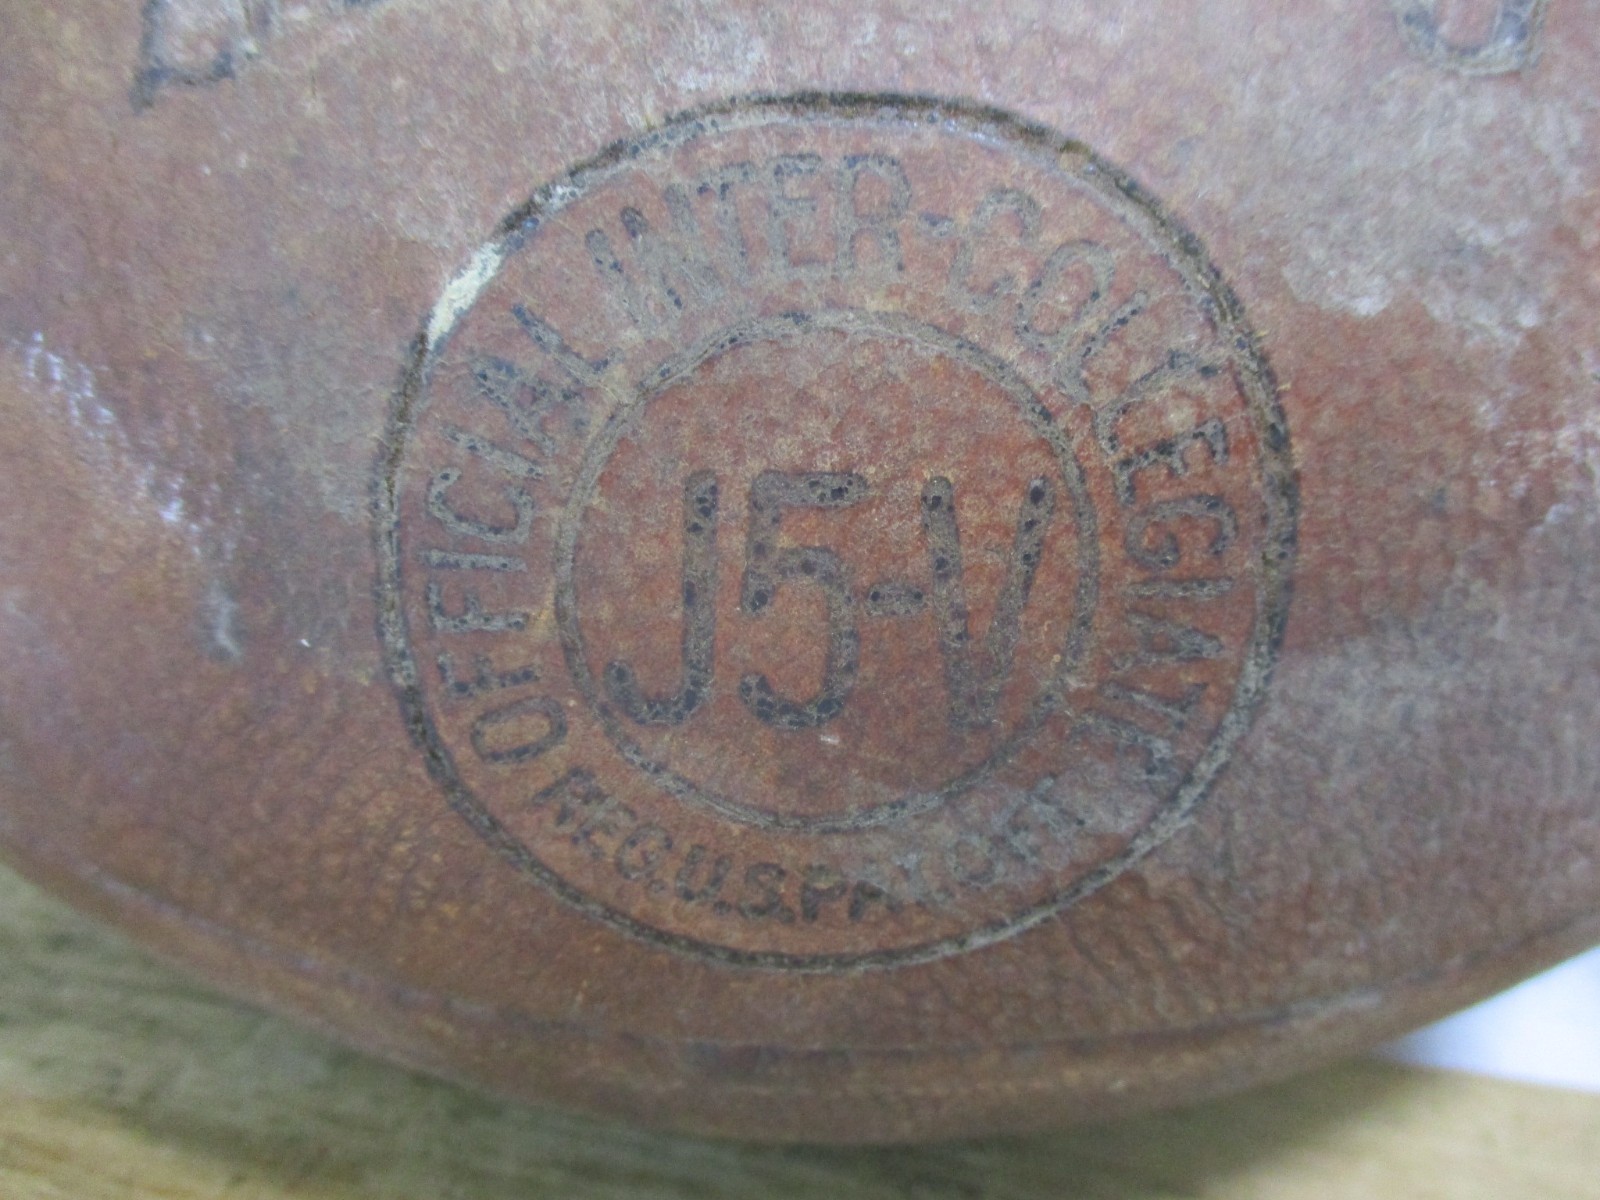 OFFICIAL INTER-COLLEGIATE
J5-V
REG.U.S.PAT.OFF.